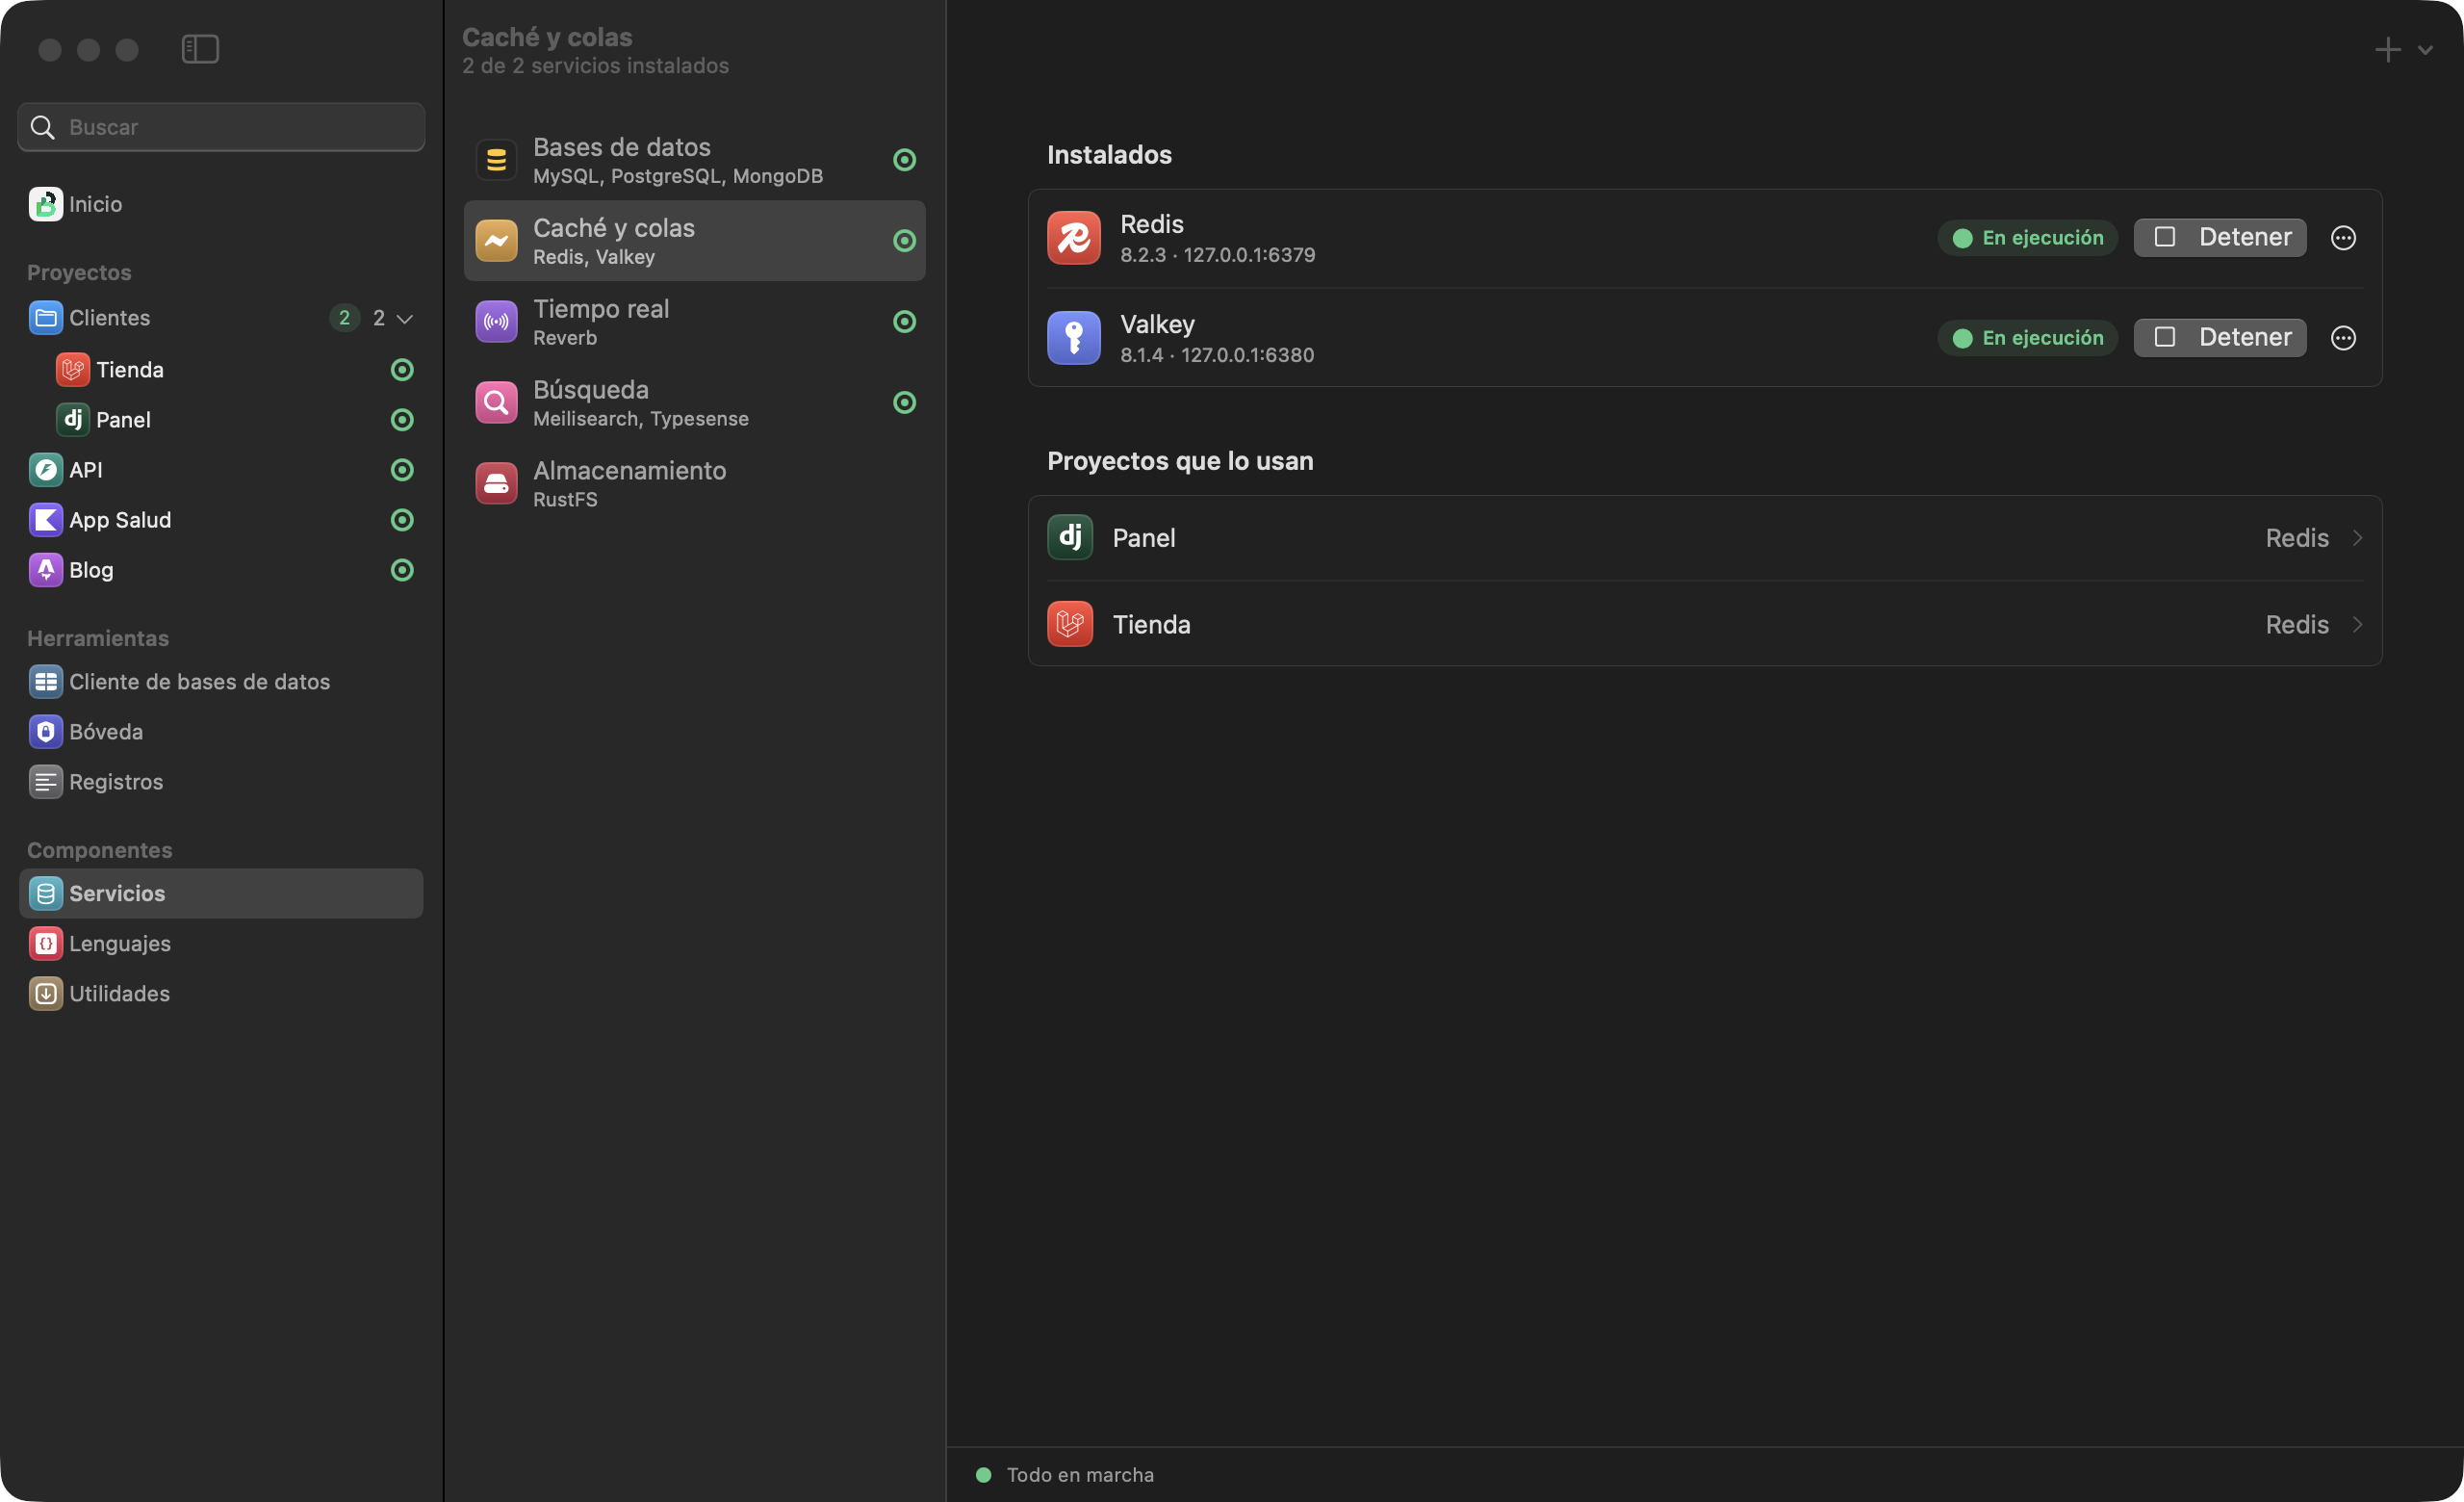 Buscar
Inicio
Proyectos
Clientes 2 2
Tienda
Panel
API
App Salud
Blog
Herramientas
Cliente de bases de datos
Bóveda
Registros
Componentes
Servicios
Lenguajes
Utilidades
Caché y colas
2 de 2 servicios instalados
Bases de datos
MySQL, PostgreSQL, MongoDB
Caché y colas
Redis, Valkey
Tiempo real
Reverb
Búsqueda
Meilisearch, Typesense
Almacenamiento
RustFS
Instalados
Redis
8.2.3 · 127.0.0.1:6379
En ejecución Detener
Valkey
8.1.4 · 127.0.0.1:6380
En ejecución Detener
Proyectos que lo usan
dj Panel Redis
Tienda Redis
Todo en marcha